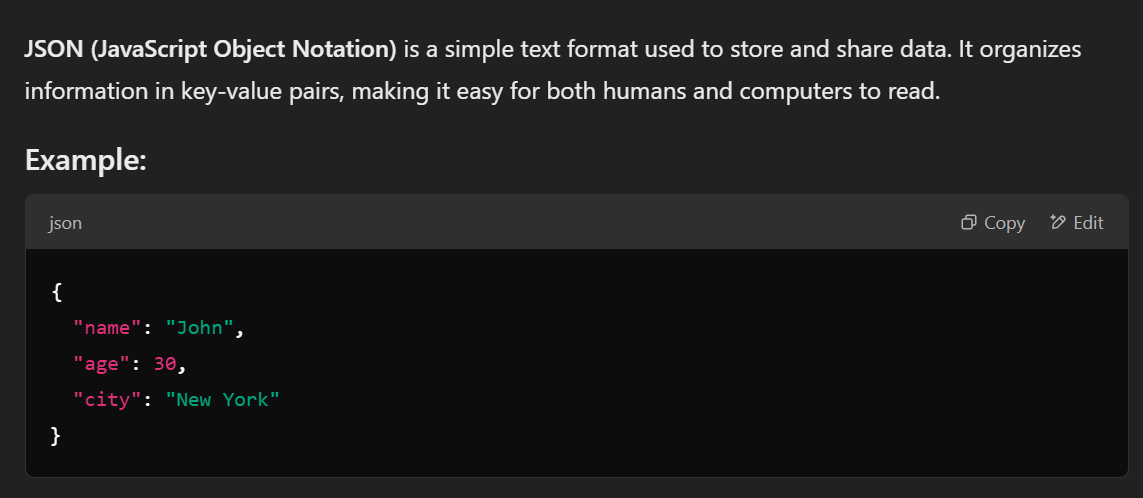 JSON (JavaScript Object Notation) is a simple text format used to store and share data. It organizes
information in key-value pairs, making it easy for both humans and computers to read.
Example:
json Copy Edit
{
  "name": "John",
  "age": 30,
  "city": "New York"
}